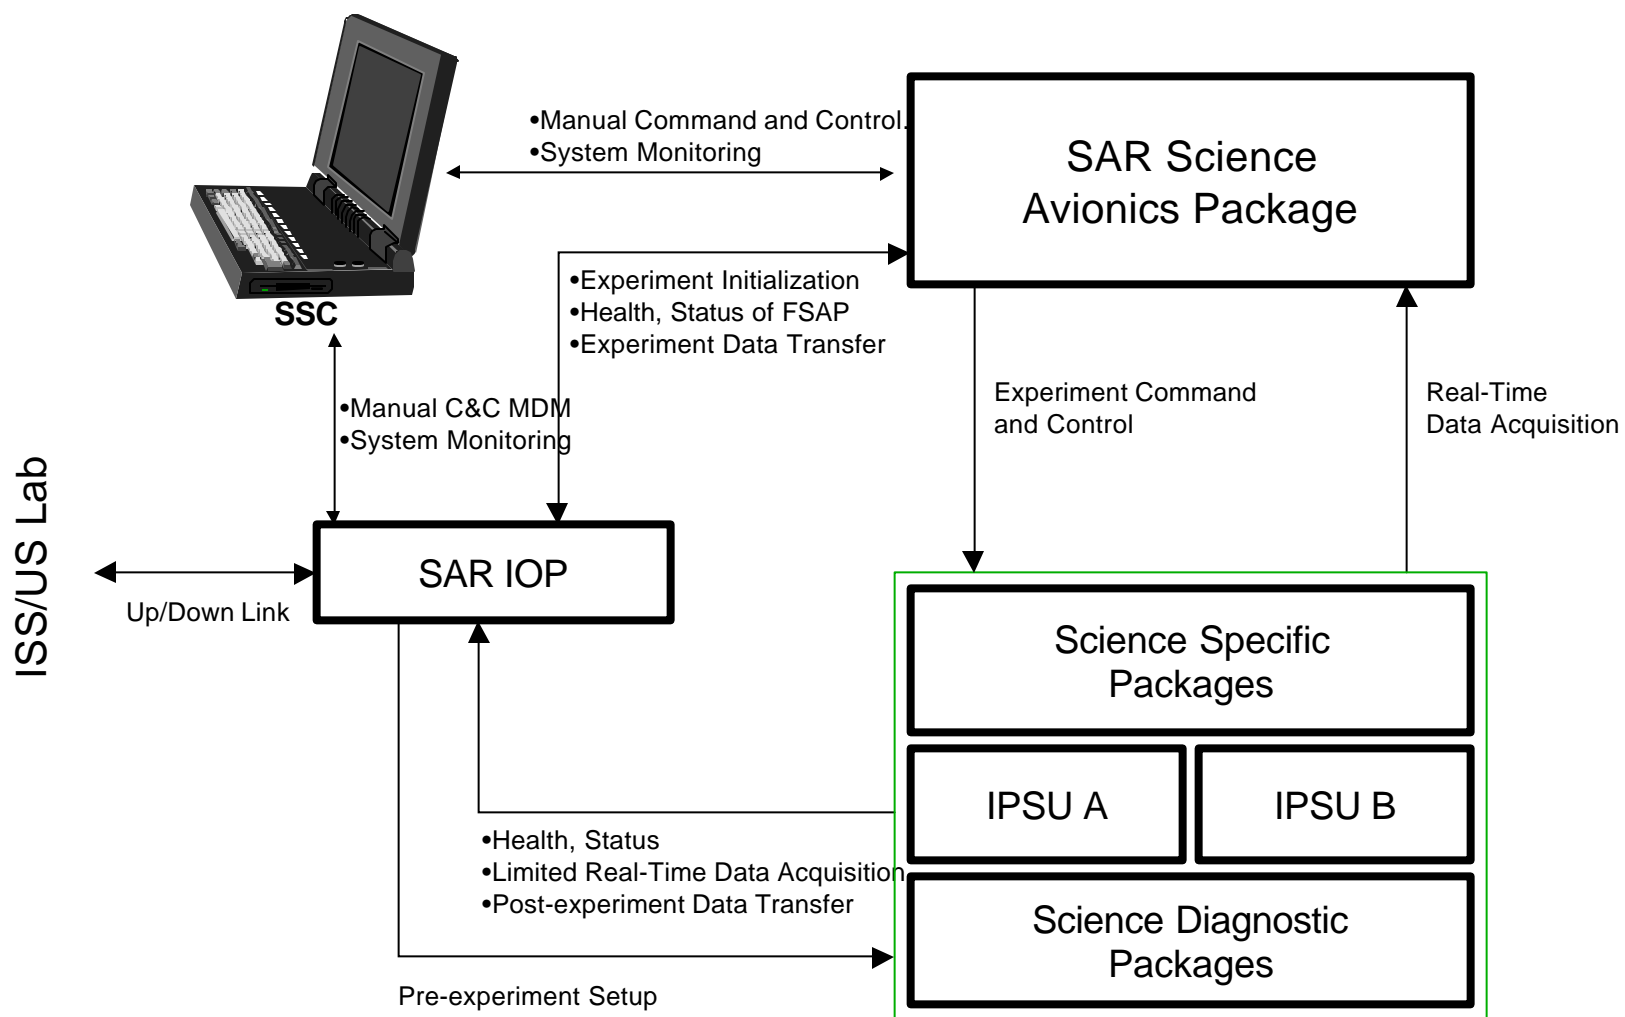 •Manual Command and Control.
•System Monitoring
SAR Science
Avionics Package
SSC
•Experiment Initialization
•Health, Status of FSAP
•Experiment Data Transfer
•Manual C&C MDM
•System Monitoring
Experiment Command
and Control
Real-Time
Data Acquisition
ISS/US Lab
Up/Down Link
SAR IOP
Science Specific
Packages
IPSU A
IPSU B
•Health, Status
•Limited Real-Time Data Acquisition
•Post-experiment Data Transfer
Science Diagnostic
Packages
Pre-experiment Setup